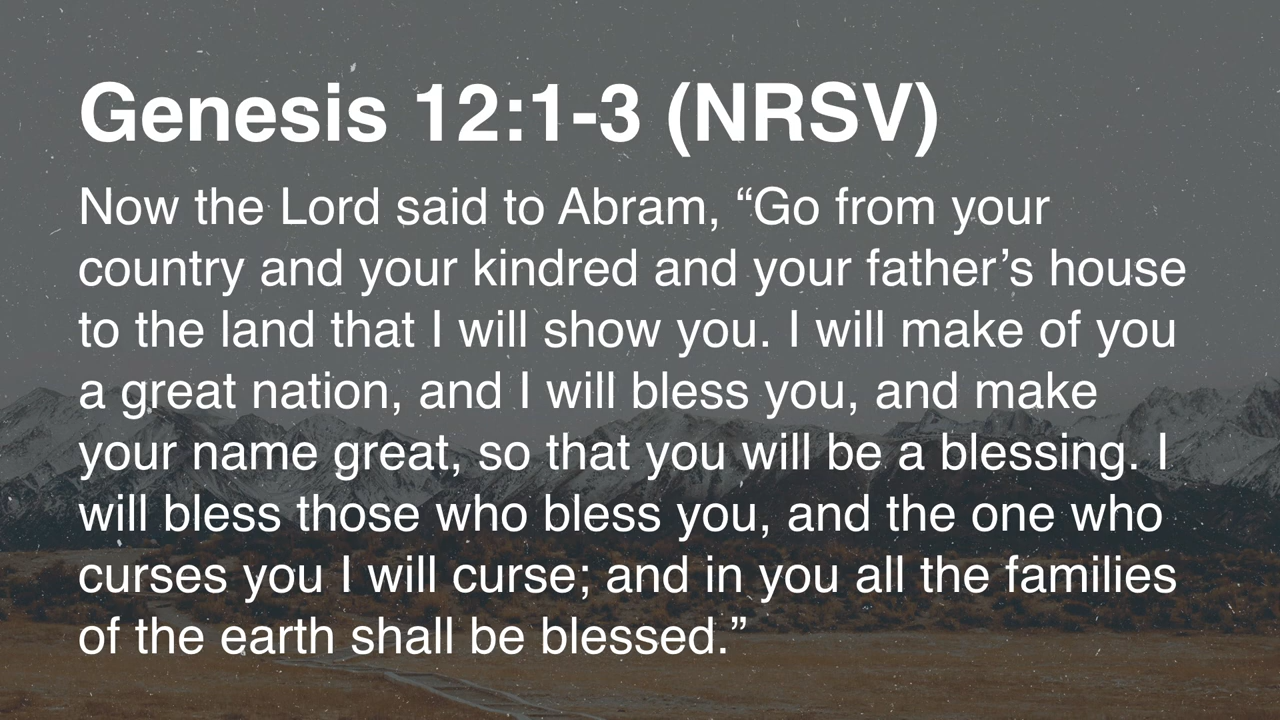 Genesis 12:1-3 (NRSV)
Now the Lord said to Abram, “Go from your
country and your kindred and your father’s house
to the land that I will show you. I will make of you
a great nation, and I will bless you, and make
your name great, so that you will be a blessing. I
will bless those who bless you, and the one who
curses you I will curse; and in you all the families
of the earth shall be blessed.”